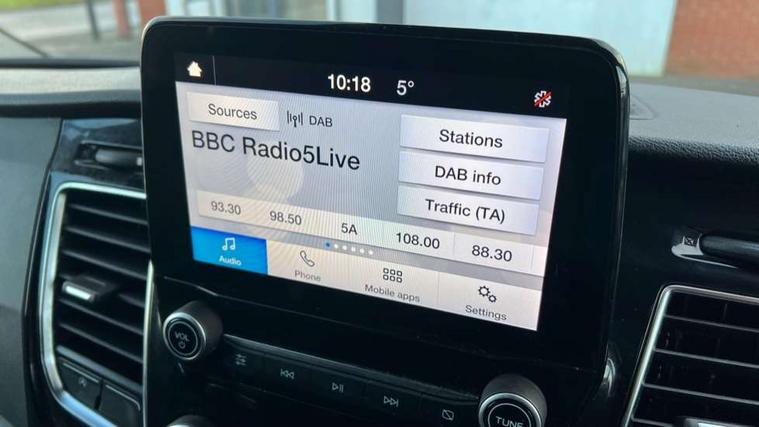 10:18 5°
Sources
DAB
BBC Radio5Live
Stations
DAB info
Traffic (TA)
93.30 98.50 5A 108.00 88.30
Audio Phone Mobile apps Settings
VOL
TUNE